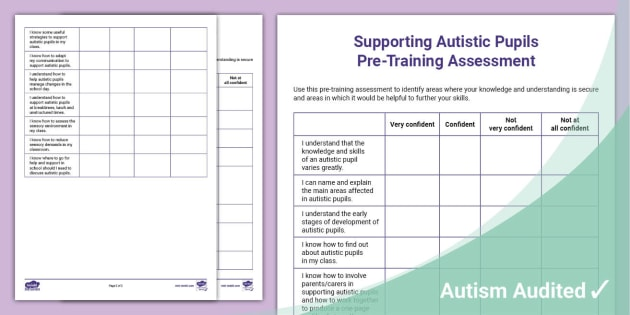 I know some useful
strategies to support
autistic pupils in my
class.
I know how to adapt
my communication to
support autistic pupils.
I understand how to
help autistic pupils
manage changes in the
school day.
I understand how to
support autistic pupils
at breaktimes, lunch and
unstructured times.
I know how to assess the
sensory environment in
my class.
I know how to reduce
sensory demands in my
classroom.
I know where to go for
help and support in
school should I need to
discuss autistic pupils.
Page 2 of 2
visit twinkl.com
erstanding is secure
Not at
all confident
visit twinkl.com
Supporting Autistic Pupils
Pre-Training Assessment
Use this pre-training assessment to identify areas where your knowledge and understanding is secure
and areas in which it would be helpful to further your skills.
Very confident
Confident
Not
very confident
Not at
all confident
I understand that the
knowledge and skills
of an autistic pupil
varies greatly.
I can name and explain
the main areas affected
in autistic pupils.
I understand the early
stages of development of
autistic pupils.
I know how to find out
about autistic pupils
in my class.
I know how to involve
parents/carers in
supporting autistic pupils
and how to work together
to produce a one-page
Autism Audited ✓